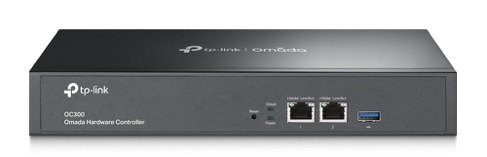 tp-link | Omada
tp-link
OC300
Omada Hardware Controller
Reset
Cloud
Power
1 2